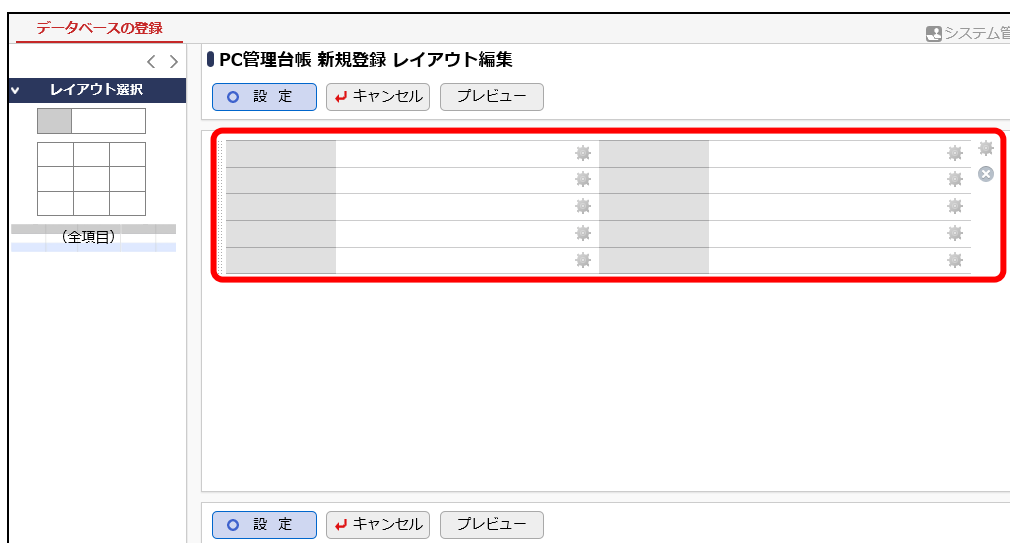 データベースの登録
システム管
レイアウト選択
(全項目)
PC管理台帳 新規登録 レイアウト編集
設 定 キャンセル プレビュー
設 定 キャンセル プレビュー